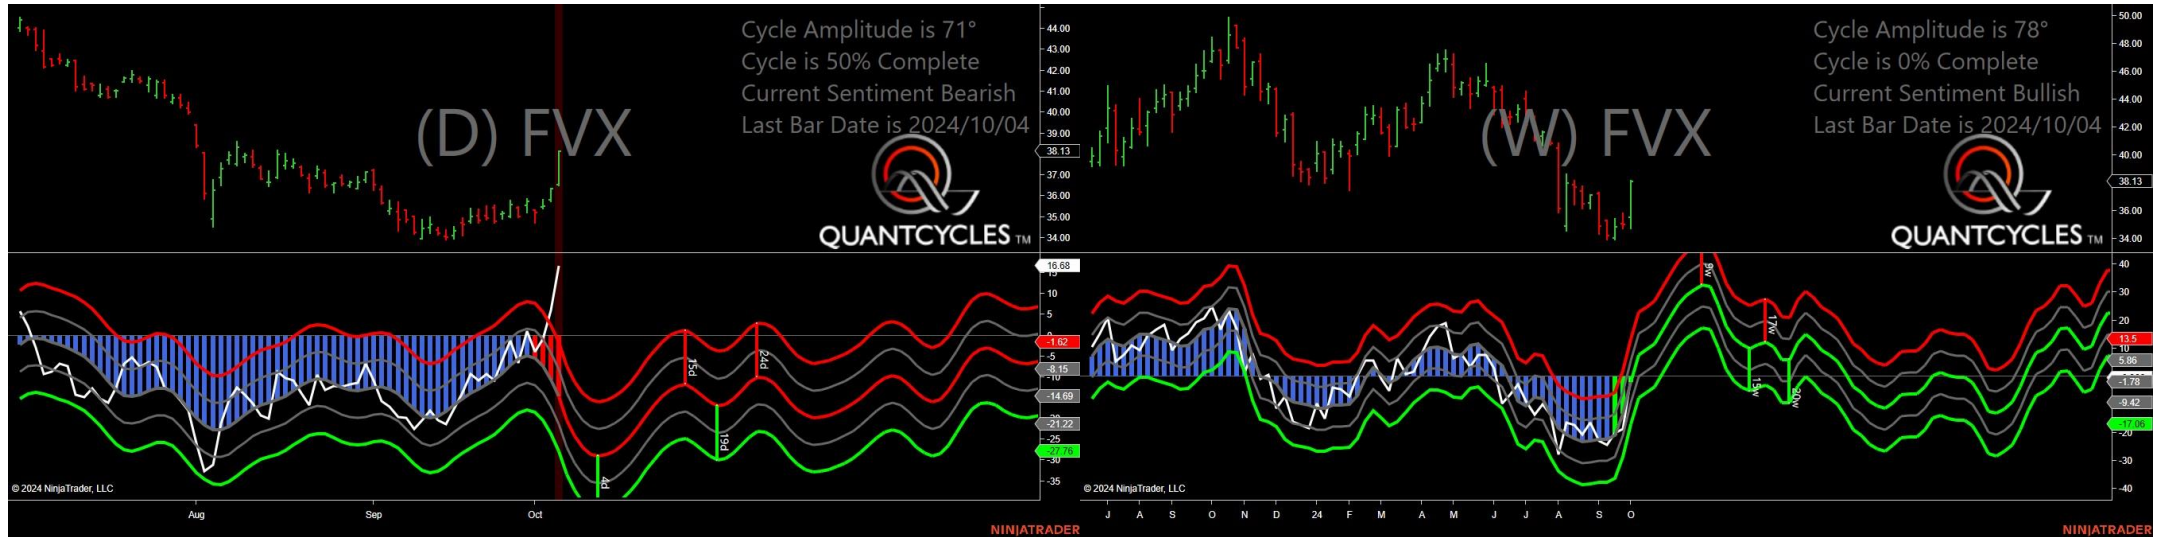 Cycle Amplitude is 71°
Cycle is 50% Complete
Current Sentiment Bearish
Last Bar Date is 2024/10/04
(D) FVX
QUANTCYCLES TM
44.00
43.00
42.00
41.00
40.00
39.00
38.13
37.00
36.00
35.00
34.00
16.68
15
10
5
0
-1.62
-5
-8.15
-10
-14.69
-21.22
-25
-27.76
-30
-35
15d
24d
19d
4d
© 2024 NinjaTrader, LLC
Aug
Sep
Oct
NINJATRADER
Cycle Amplitude is 78°
Cycle is 0% Complete
Current Sentiment Bullish
Last Bar Date is 2024/10/04
(W) FVX
QUANTCYCLES TM
50.00
48.00
46.00
44.00
42.00
40.00
38.13
36.00
34.00
40
30
20
13.5
10
5.86
-1.78
-9.42
-17.06
-20
-30
-40
9w
17w
15w
20w
© 2024 NinjaTrader, LLC
J A S O N D 24 F M A M J J A S O
NINJATRADER